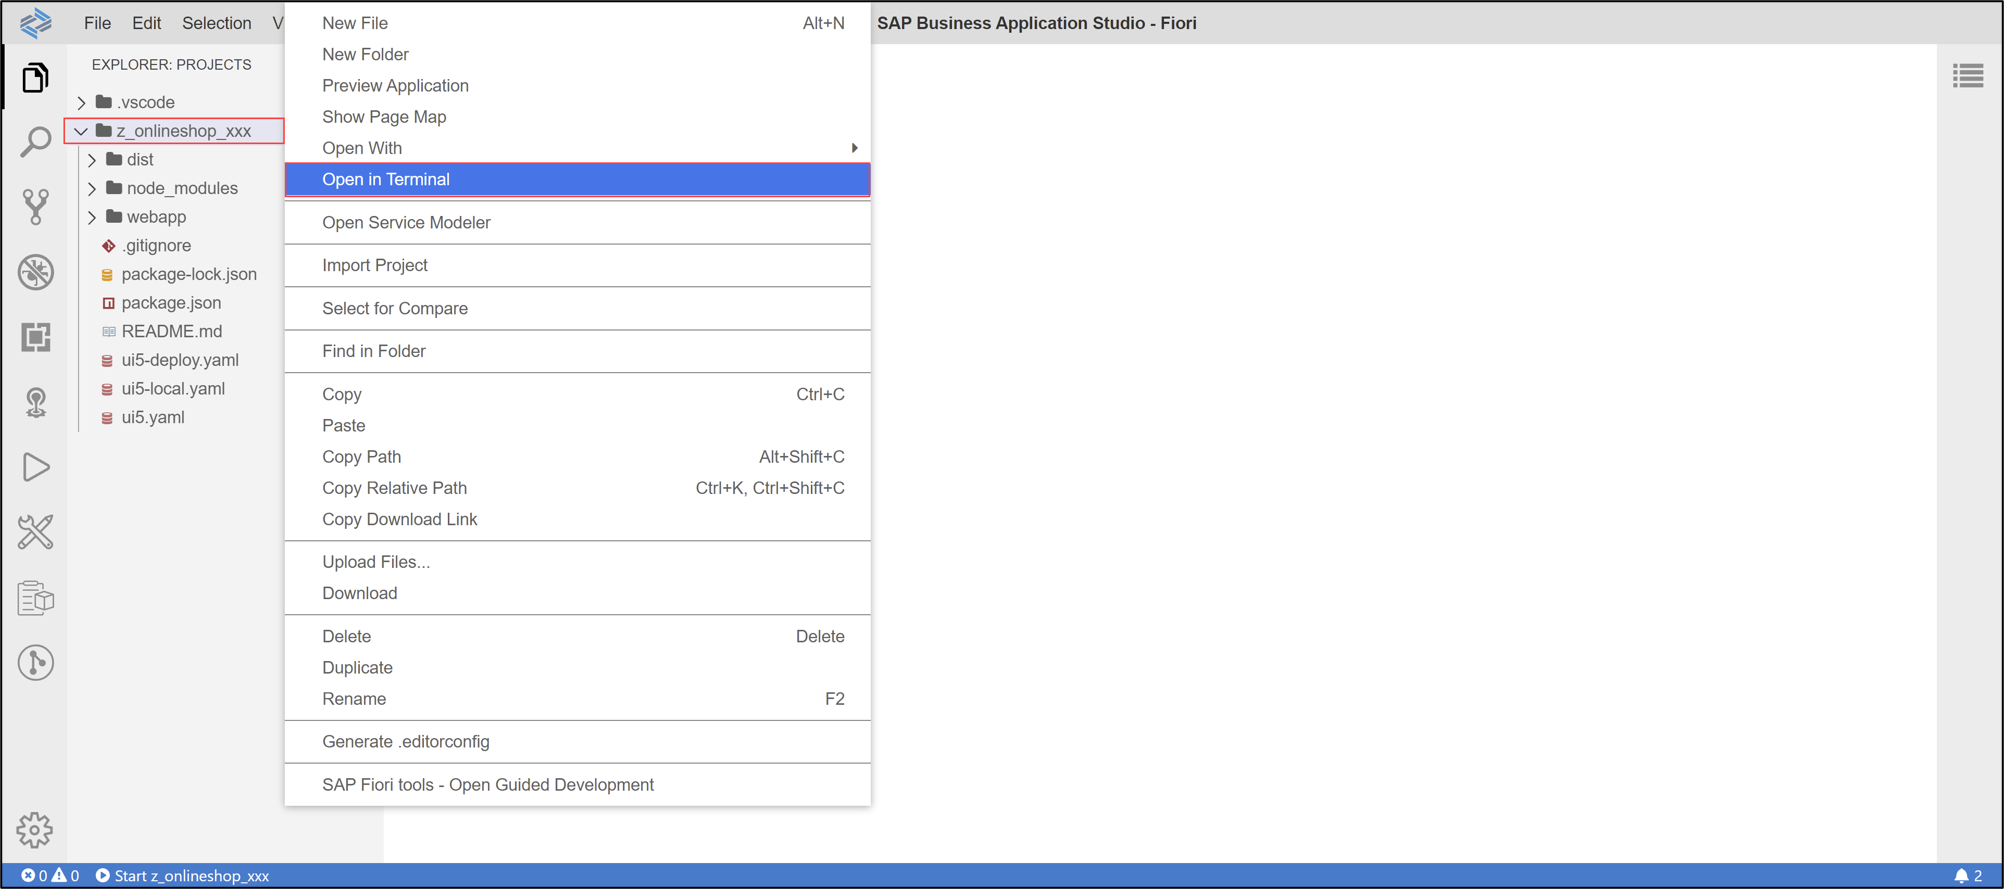 File Edit Selection V
SAP Business Application Studio - Fiori
EXPLORER: PROJECTS
.vscode
z_onlineshop_xxx
dist
node_modules
webapp
.gitignore
package-lock.json
package.json
README.md
ui5-deploy.yaml
ui5-local.yaml
ui5.yaml
New File Alt+N
New Folder
Preview Application
Show Page Map
Open With
Open in Terminal
Open Service Modeler
Import Project
Select for Compare
Find in Folder
Copy Ctrl+C
Paste
Copy Path Alt+Shift+C
Copy Relative Path Ctrl+K, Ctrl+Shift+C
Copy Download Link
Upload Files...
Download
Delete Delete
Duplicate
Rename F2
Generate .editorconfig
SAP Fiori tools - Open Guided Development
0 0 Start z_onlineshop_xxx 2